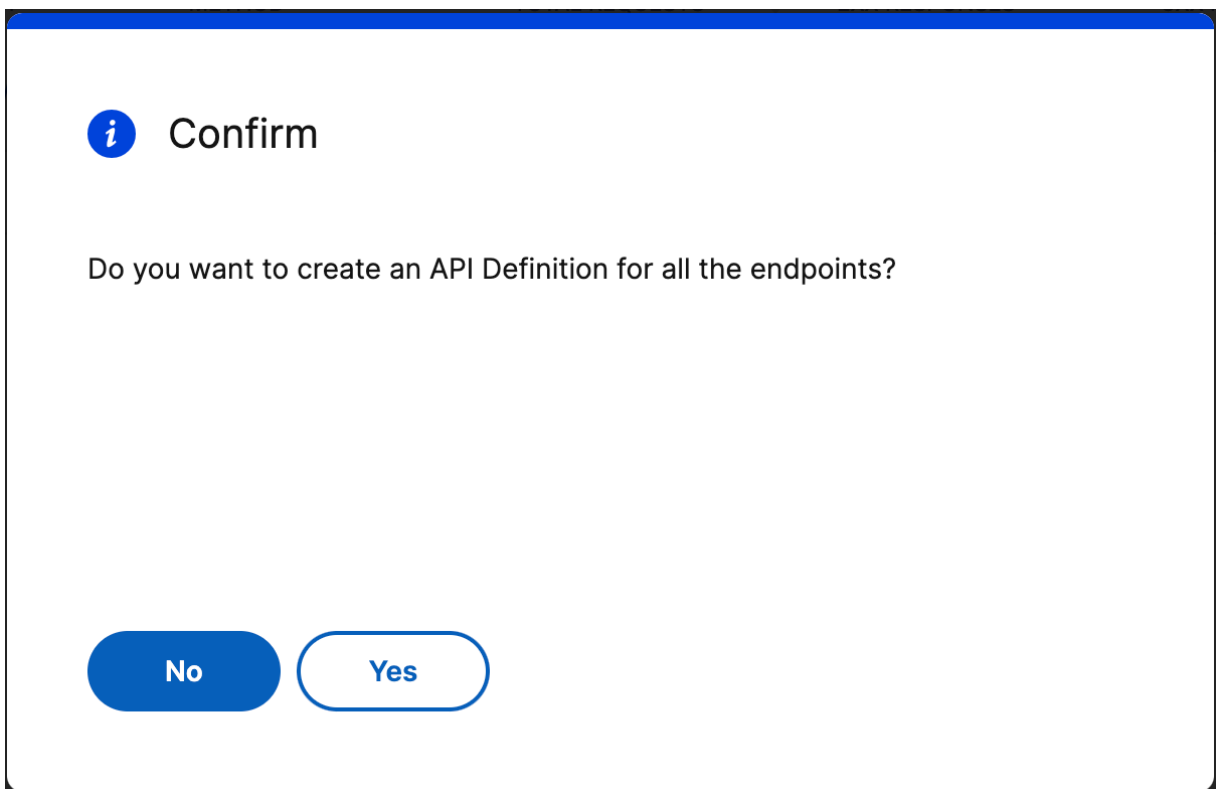 Confirm
Do you want to create an API Definition for all the endpoints?
No
Yes